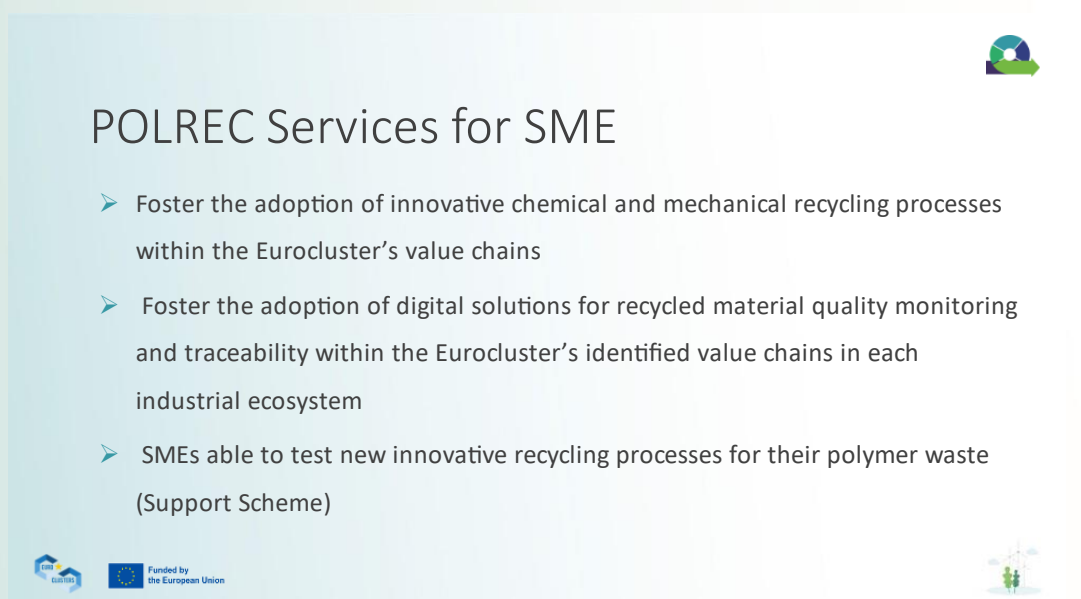 POLREC Services for SME
Foster the adoption of innovative chemical and mechanical recycling processes
within the Eurocluster’s value chains
Foster the adoption of digital solutions for recycled material quality monitoring
and traceability within the Eurocluster’s identified value chains in each
industrial ecosystem
SMEs able to test new innovative recycling processes for their polymer waste
(Support Scheme)
EURO
CLUSTERS
Funded by
the European Union